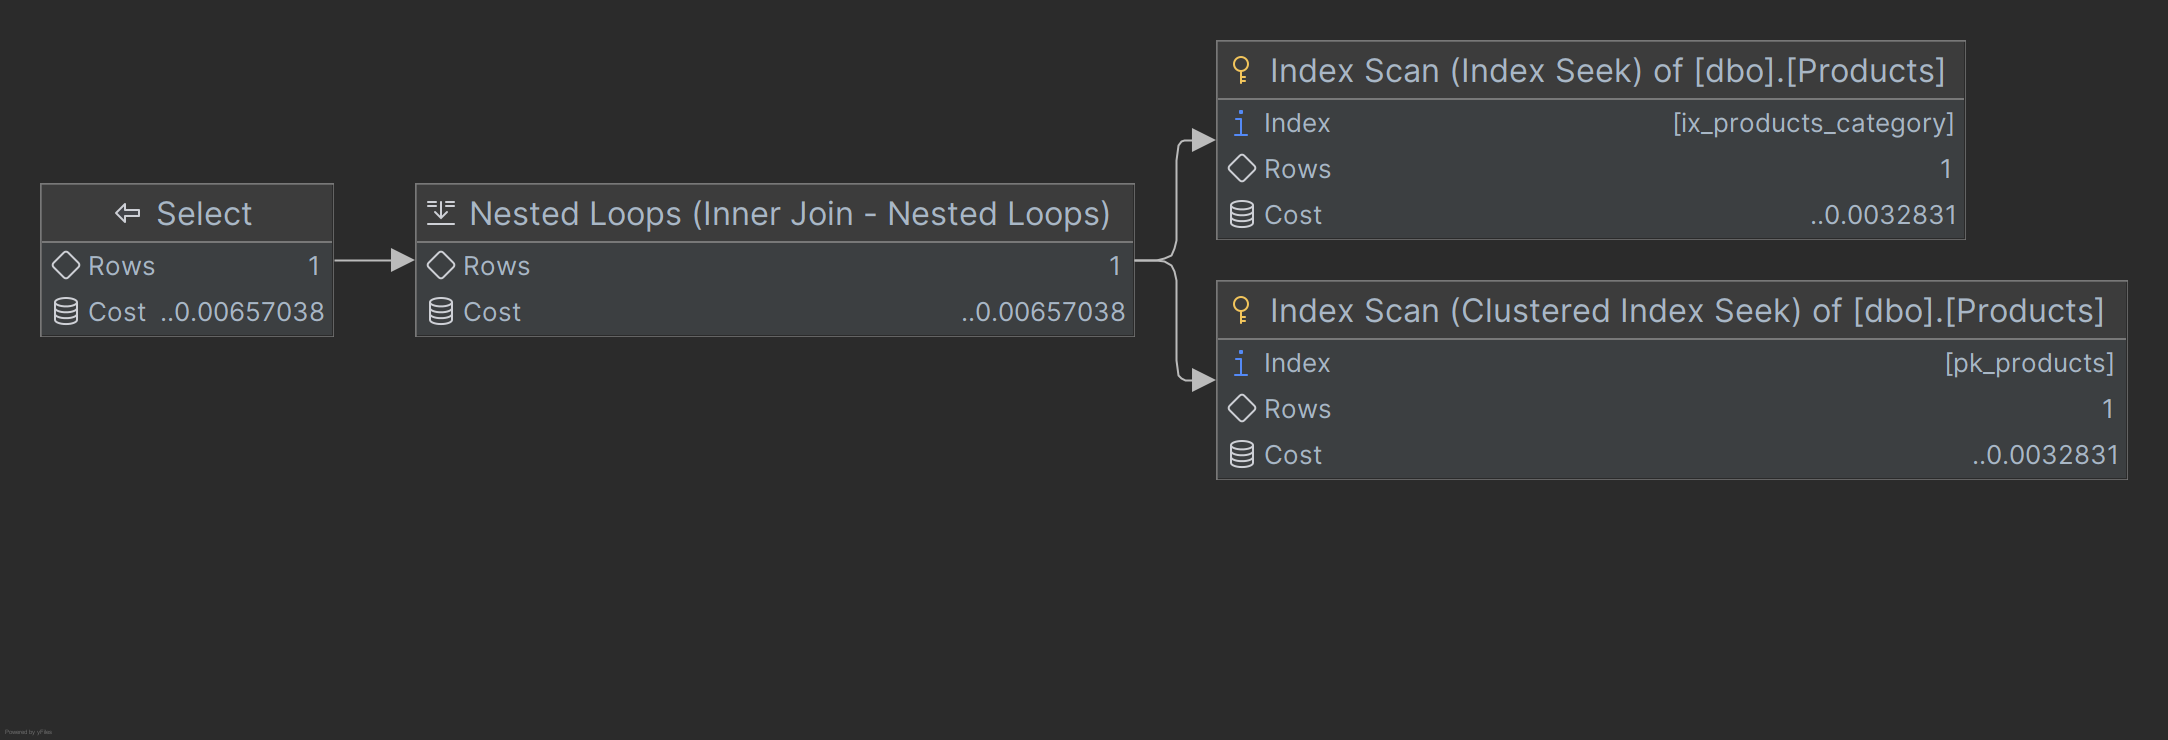 Select
Rows 1
Cost ..0.00657038
Nested Loops (Inner Join - Nested Loops)
Rows 1
Cost ..0.00657038
Index Scan (Index Seek) of [dbo].[Products]
Index [ix_products_category]
Rows 1
Cost ..0.0032831
Index Scan (Clustered Index Seek) of [dbo].[Products]
Index [pk_products]
Rows 1
Cost ..0.0032831
Powered by yFiles